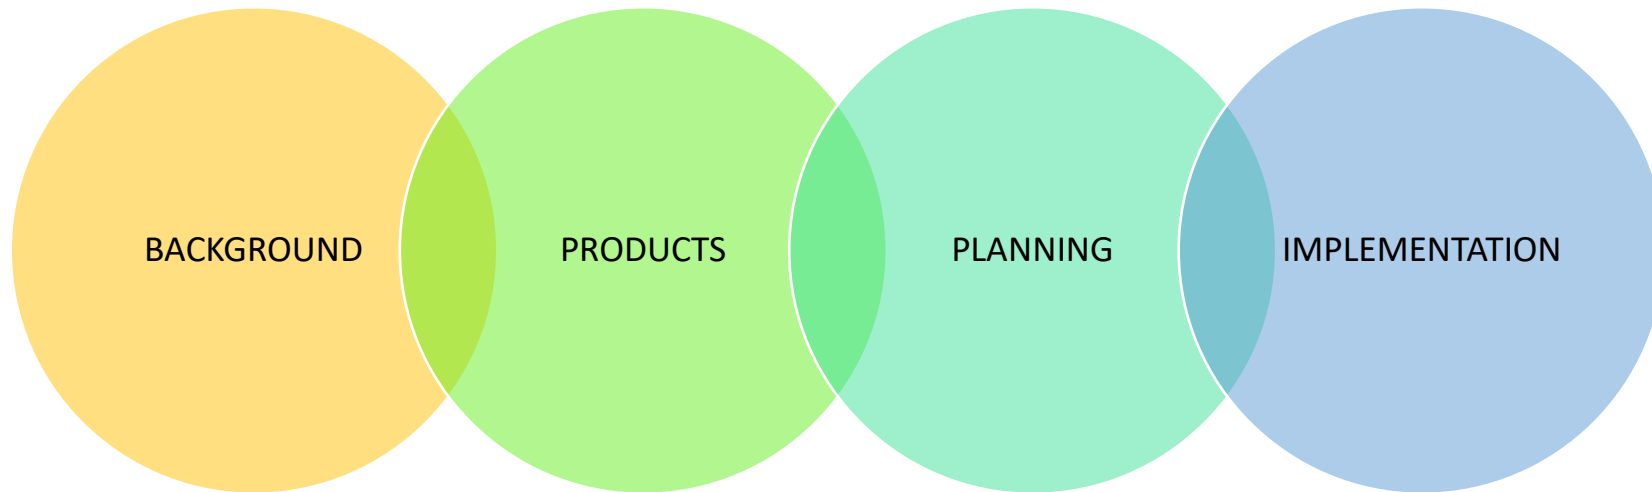 BACKGROUND
PRODUCTS
PLANNING
IMPLEMENTATION